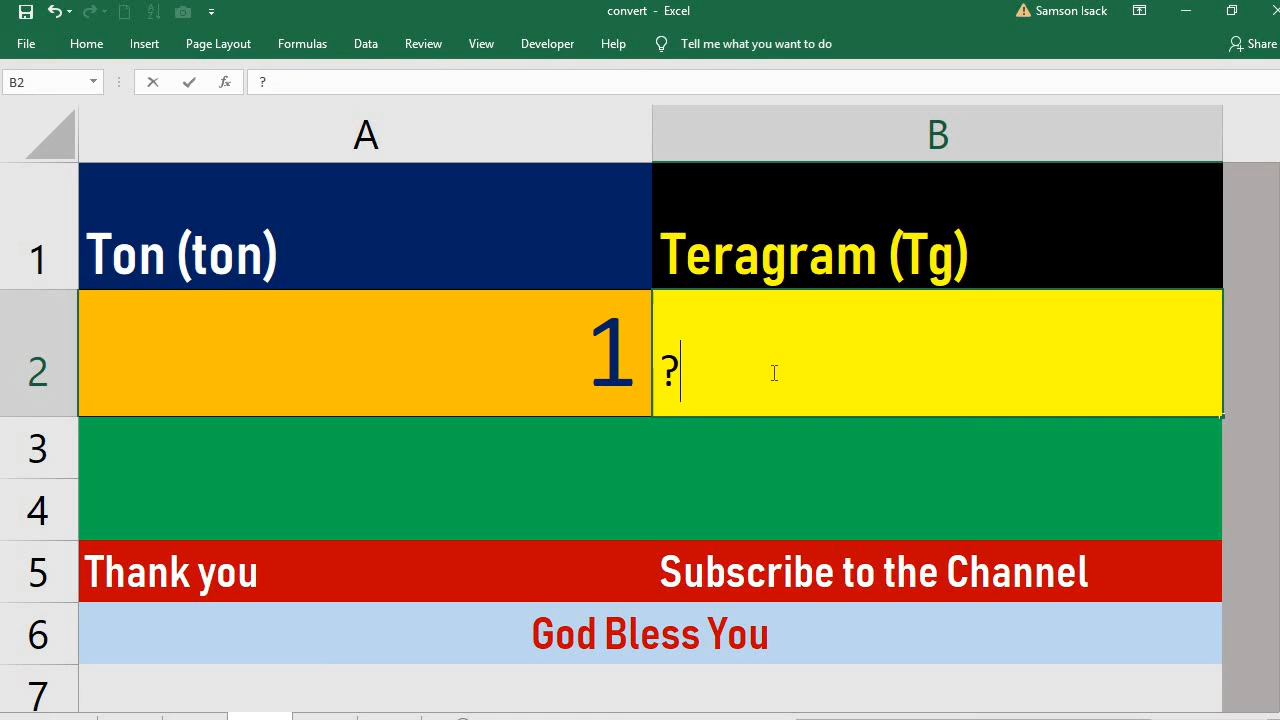 convert - Excel
Samson Isack
File Home Insert Page Layout Formulas Data Review View Developer Help Tell me what you want to do Share
B2 fx ?
A B
1 Ton (ton) Teragram (Tg)
2 1 ?
3
4
5 Thank you Subscribe to the Channel
6 God Bless You
7